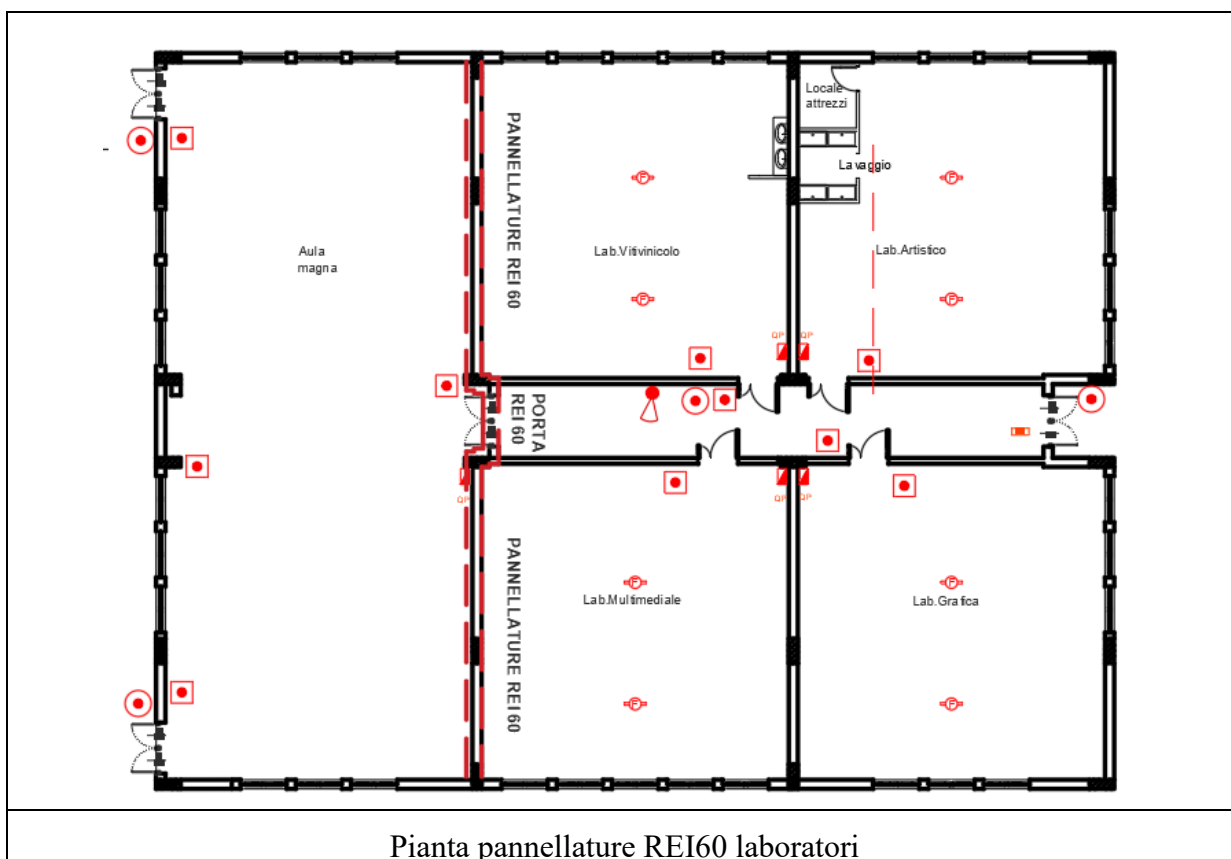 Locale
attrezzi
Lavaggio
PANNELLATURE REI 60
F
F
Aula
magna
Lab.Vitivinicolo
Lab.Artistico
F
F
QP
QP
PORTA
REI 60
QP
QP
PANNELLATURE REI 60
F
F
Lab.Multimediale
Lab.Grafica
F
F
Pianta pannellature REI60 laboratori